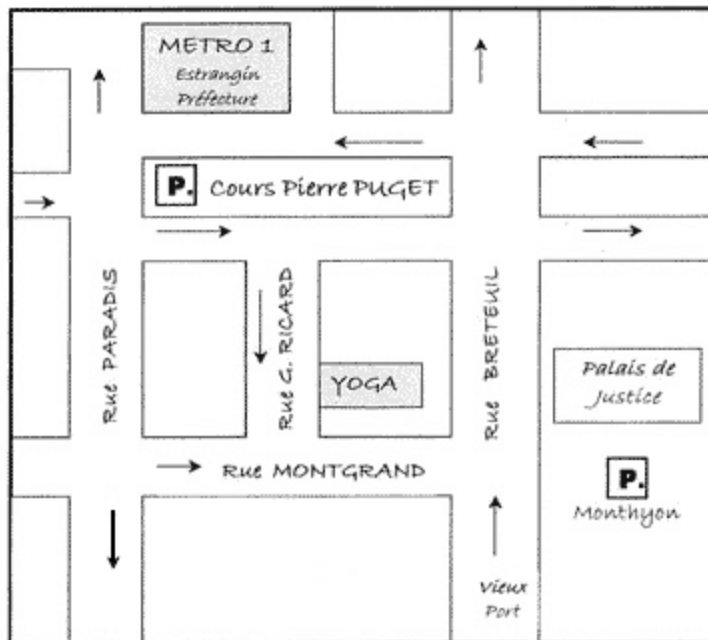 METRO 1
Estrangin
Préfecture
P. Cours Pierre PUGET
Rue PARADIS
Rue G. RICARD
YOGA
Rue BRETEUIL
Palais de
Justice
Rue MONTGRAND
P.
Monthyon
Vieux
Port